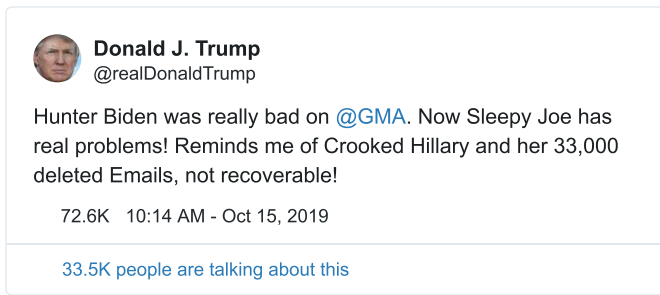 Donald J. Trump
@realDonaldTrump
Hunter Biden was really bad on @GMA. Now Sleepy Joe has
real problems! Reminds me of Crooked Hillary and her 33,000
deleted Emails, not recoverable!
72.6K 10:14 AM - Oct 15, 2019
33.5K people are talking about this